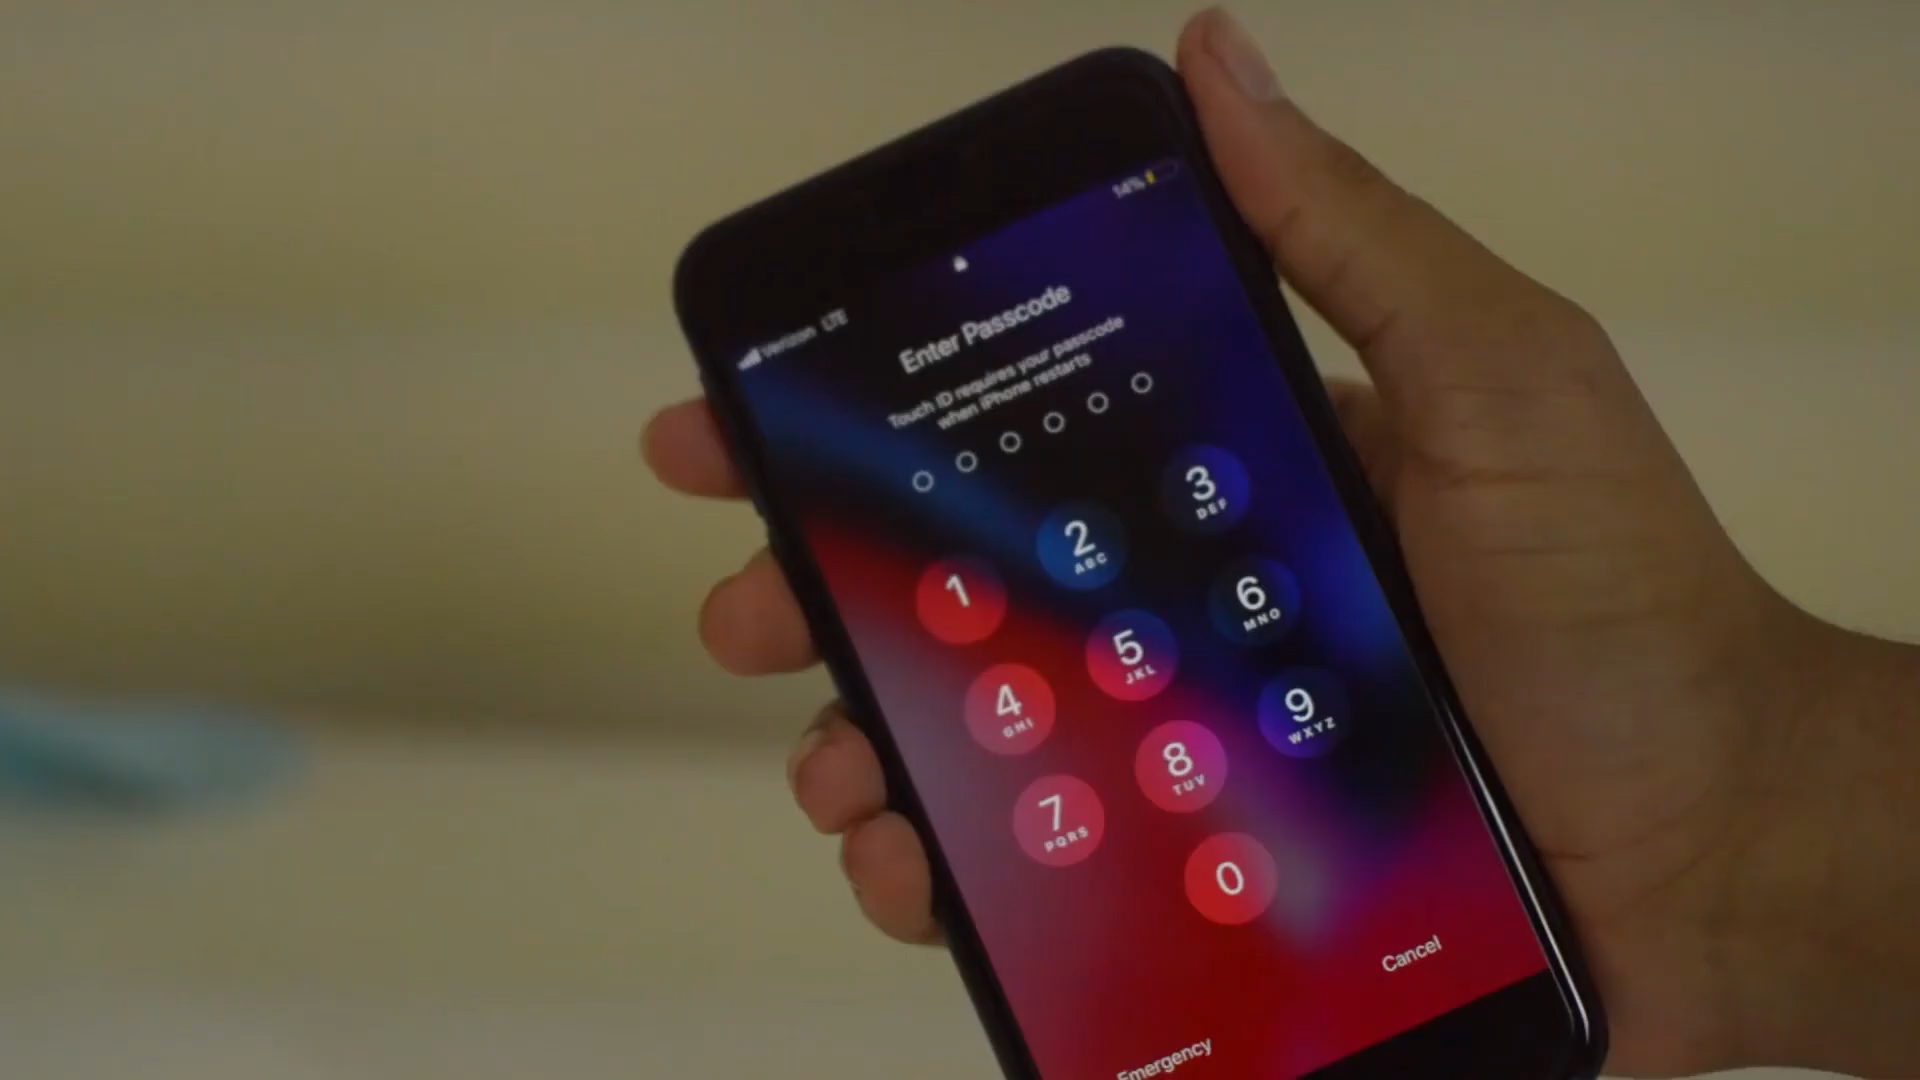 Verizon LTE
14%
Enter Passcode
Touch ID requires your passcode
when iPhone restarts
1
2
ABC
3
DEF
4
GHI
5
JKL
6
MNO
7
PQRS
8
TUV
9
WXYZ
0
Emergency
Cancel